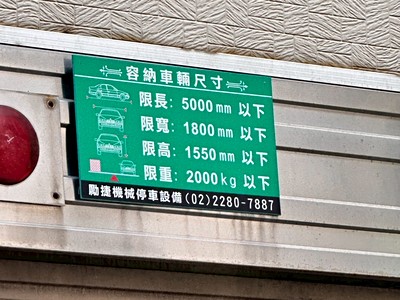 容納車輛尺寸
限長: 5000mm 以下
限寬: 1800mm 以下
限高: 1550mm 以下
限重: 2000kg 以下
勵捷機械停車設備(02)2280-7887